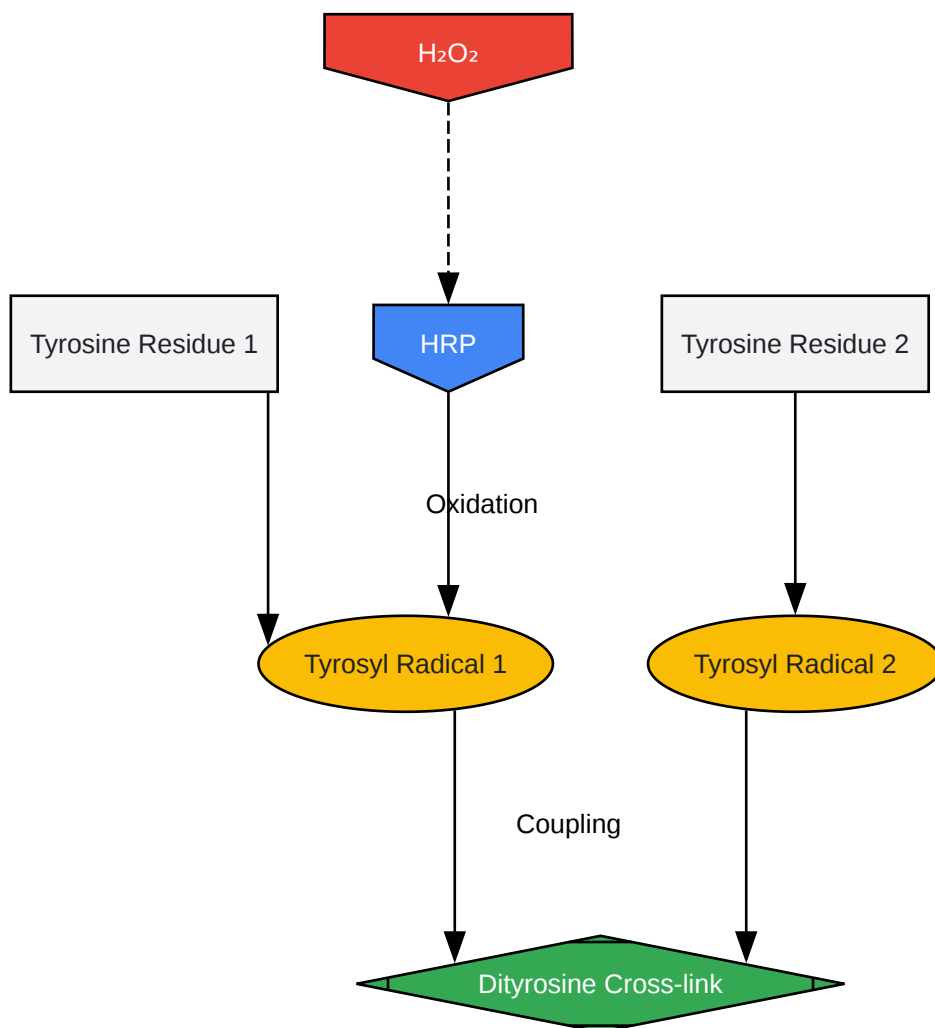 H₂O₂
Tyrosine Residue 1
HRP
Tyrosine Residue 2
Oxidation
Tyrosyl Radical 1
Tyrosyl Radical 2
Coupling
Dityrosine Cross-link